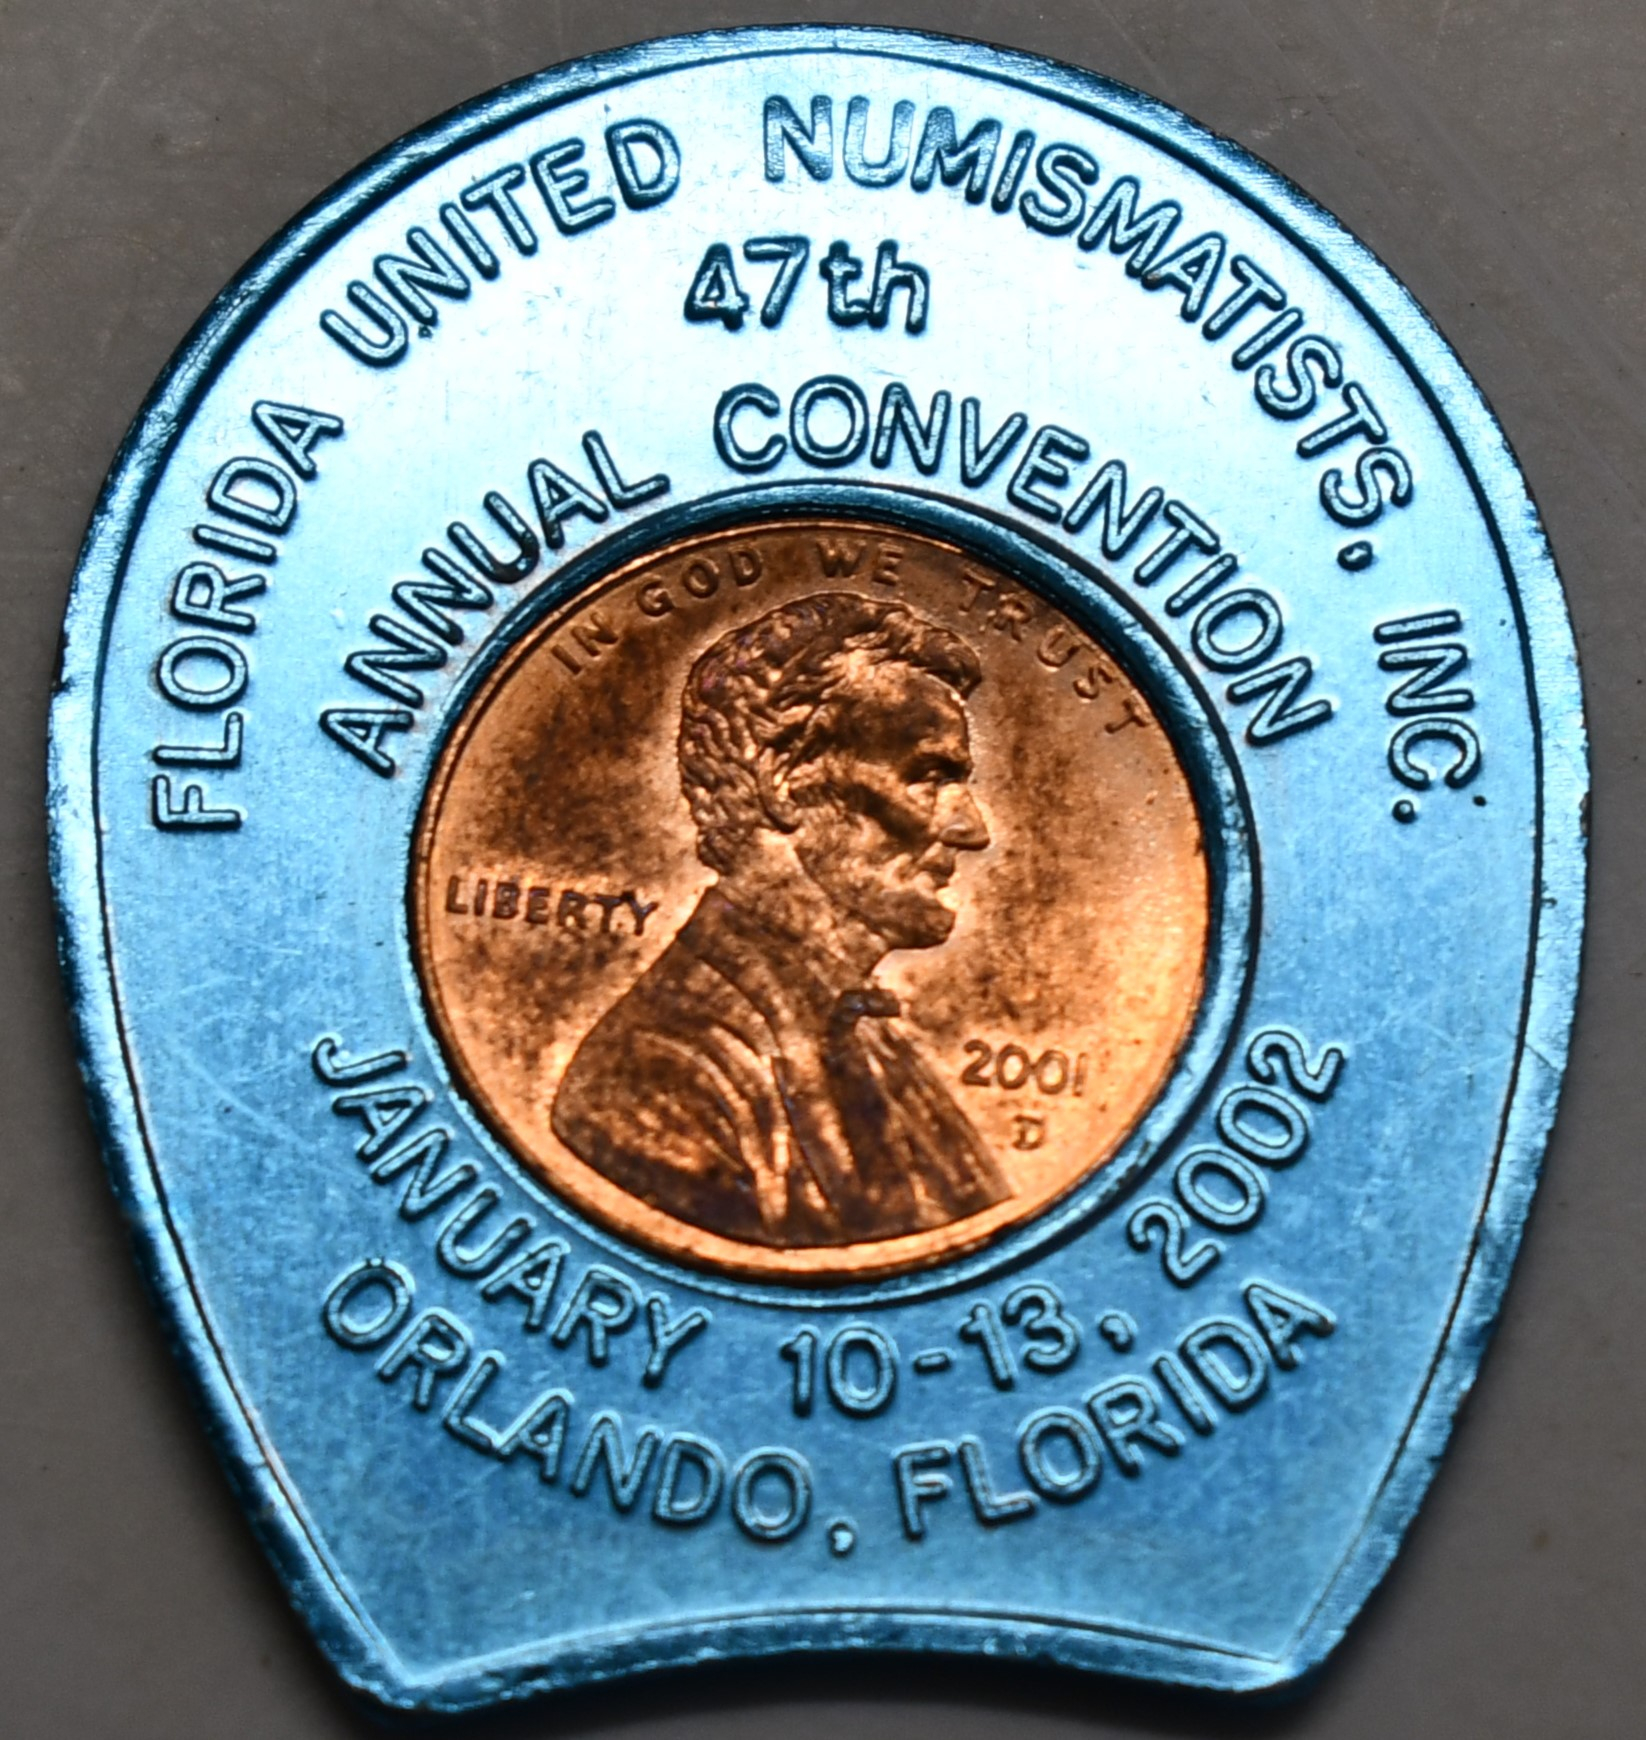 FLORIDA UNITED NUMISMATISTS, INC.
47th
ANNUAL CONVENTION
IN GOD WE TRUST
LIBERTY
2001
D
JANUARY 10-13, 2002
ORLANDO, FLORIDA